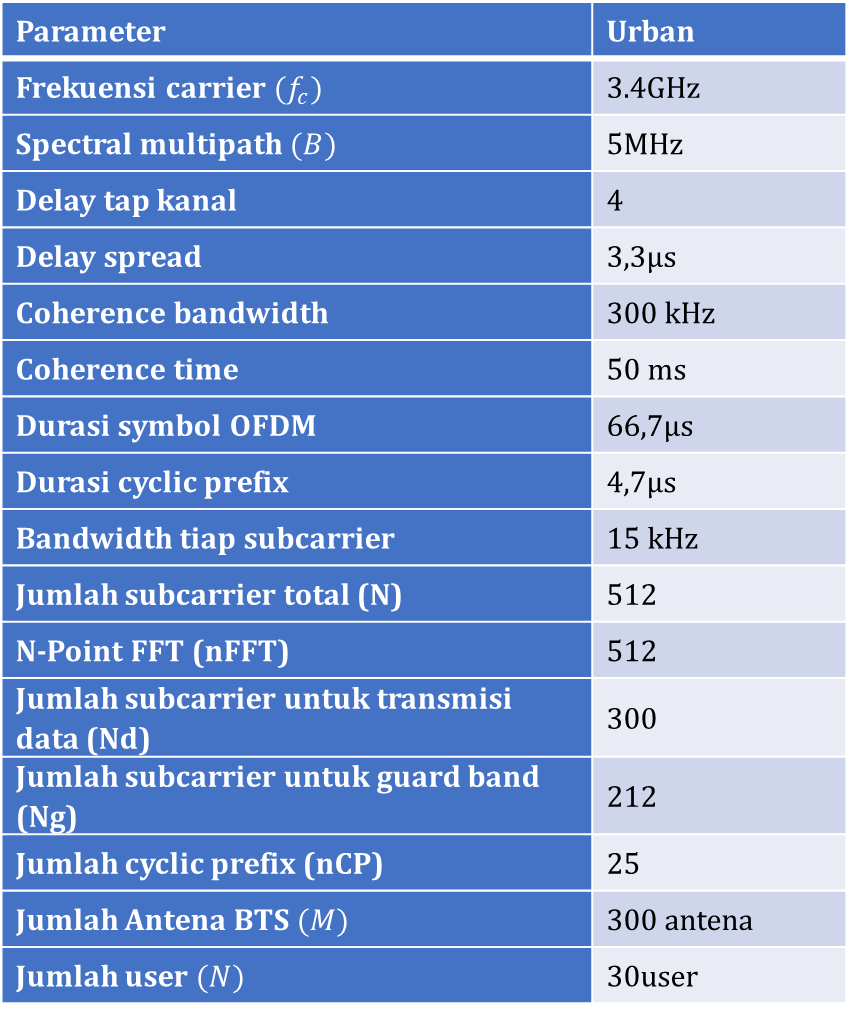 Parameter Urban
Frekuensi carrier (f_c) 3.4GHz
Spectral multipath (B) 5MHz
Delay tap kanal 4
Delay spread 3,3μs
Coherence bandwidth 300 kHz
Coherence time 50 ms
Durasi symbol OFDM 66,7μs
Durasi cyclic prefix 4,7μs
Bandwidth tiap subcarrier 15 kHz
Jumlah subcarrier total (N) 512
N-Point FFT (nFFT) 512
Jumlah subcarrier untuk transmisi
data (Nd) 300
Jumlah subcarrier untuk guard band
(Ng) 212
Jumlah cyclic prefix (nCP) 25
Jumlah Antena BTS (M) 300 antena
Jumlah user (N) 30user